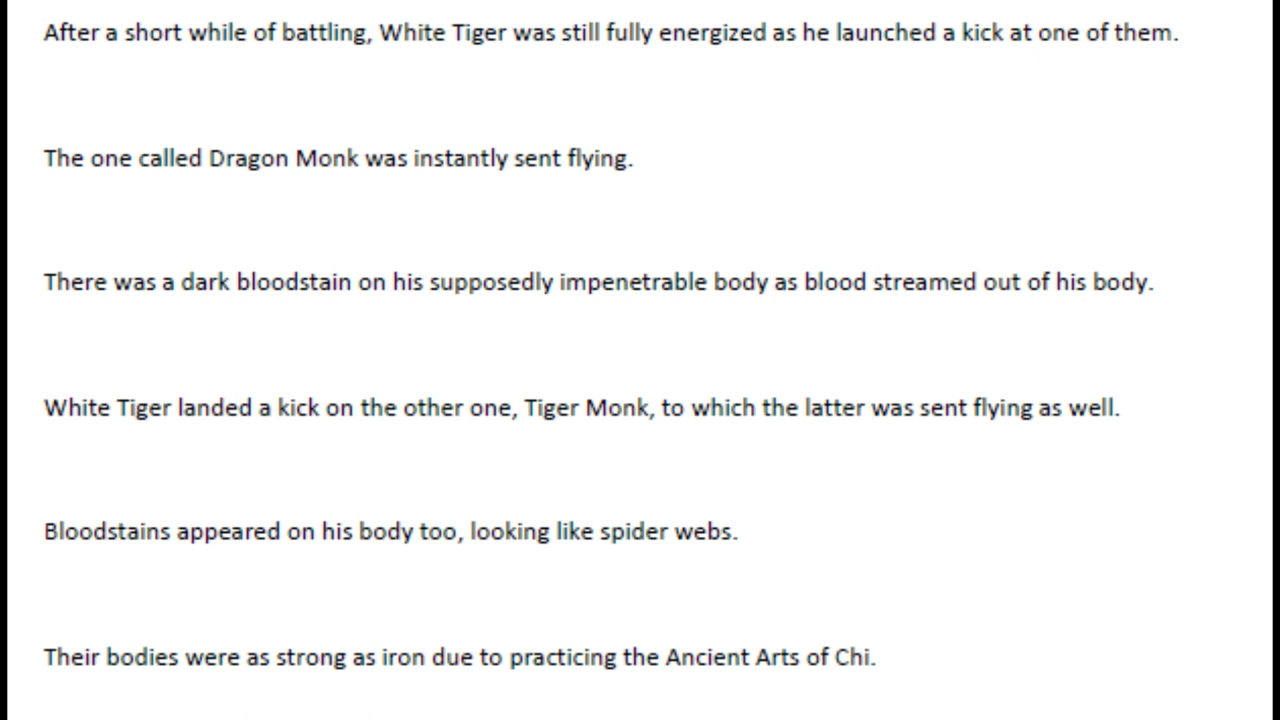 After a short while of battling, White Tiger was still fully energized as he launched a kick at one of them.
The one called Dragon Monk was instantly sent flying.
There was a dark bloodstain on his supposedly impenetrable body as blood streamed out of his body.
White Tiger landed a kick on the other one, Tiger Monk, to which the latter was sent flying as well.
Bloodstains appeared on his body too, looking like spider webs.
Their bodies were as strong as iron due to practicing the Ancient Arts of Chi.